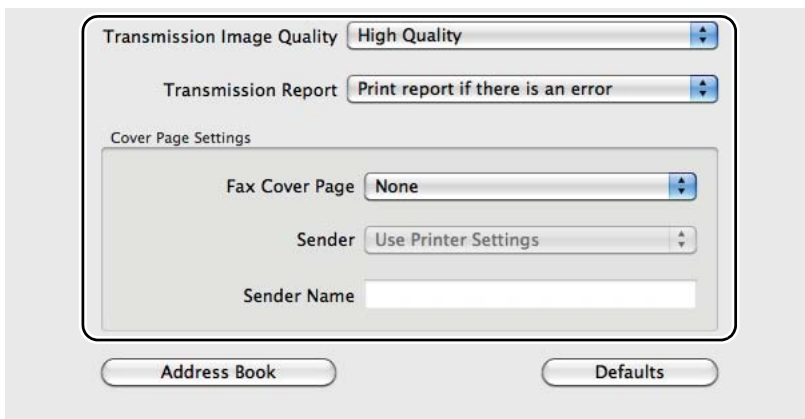 Transmission Image Quality High Quality
Transmission Report Print report if there is an error
Cover Page Settings
Fax Cover Page None
Sender Use Printer Settings
Sender Name
Address Book Defaults